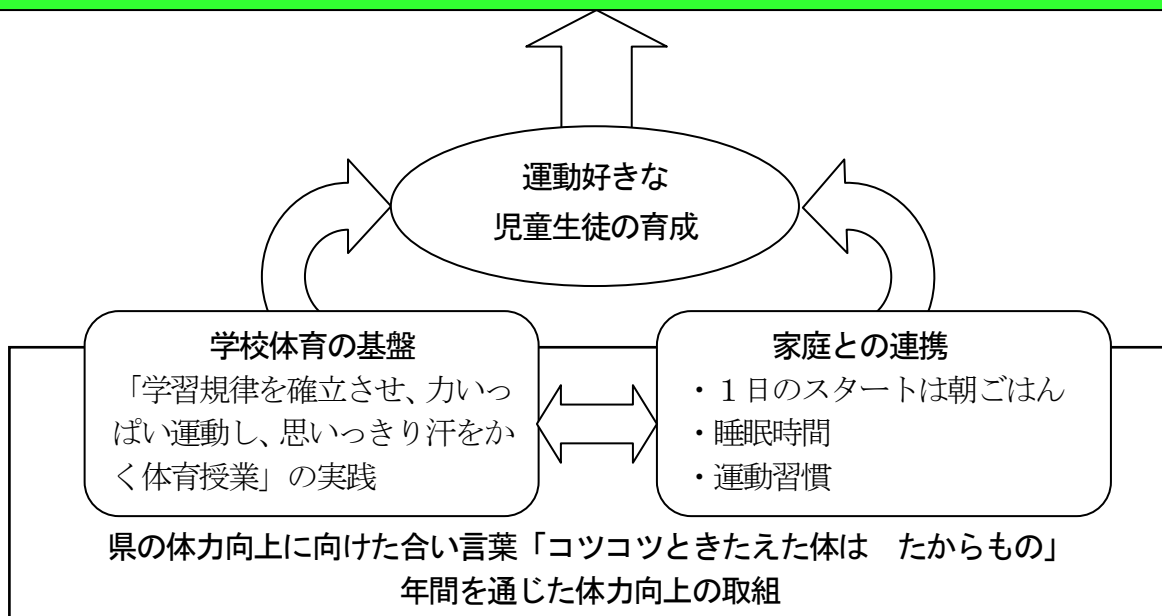 運動好きな
児童生徒の育成
学校体育の基盤
「学習規律を確立させ、力いっ
ぱい運動し、思いっきり汗をか
く体育授業」の実践
家庭との連携
・１日のスタートは朝ごはん
・睡眠時間
・運動習慣
県の体力向上に向けた合い言葉「コツコツときたえた体は　たからもの」
年間を通じた体力向上の取組